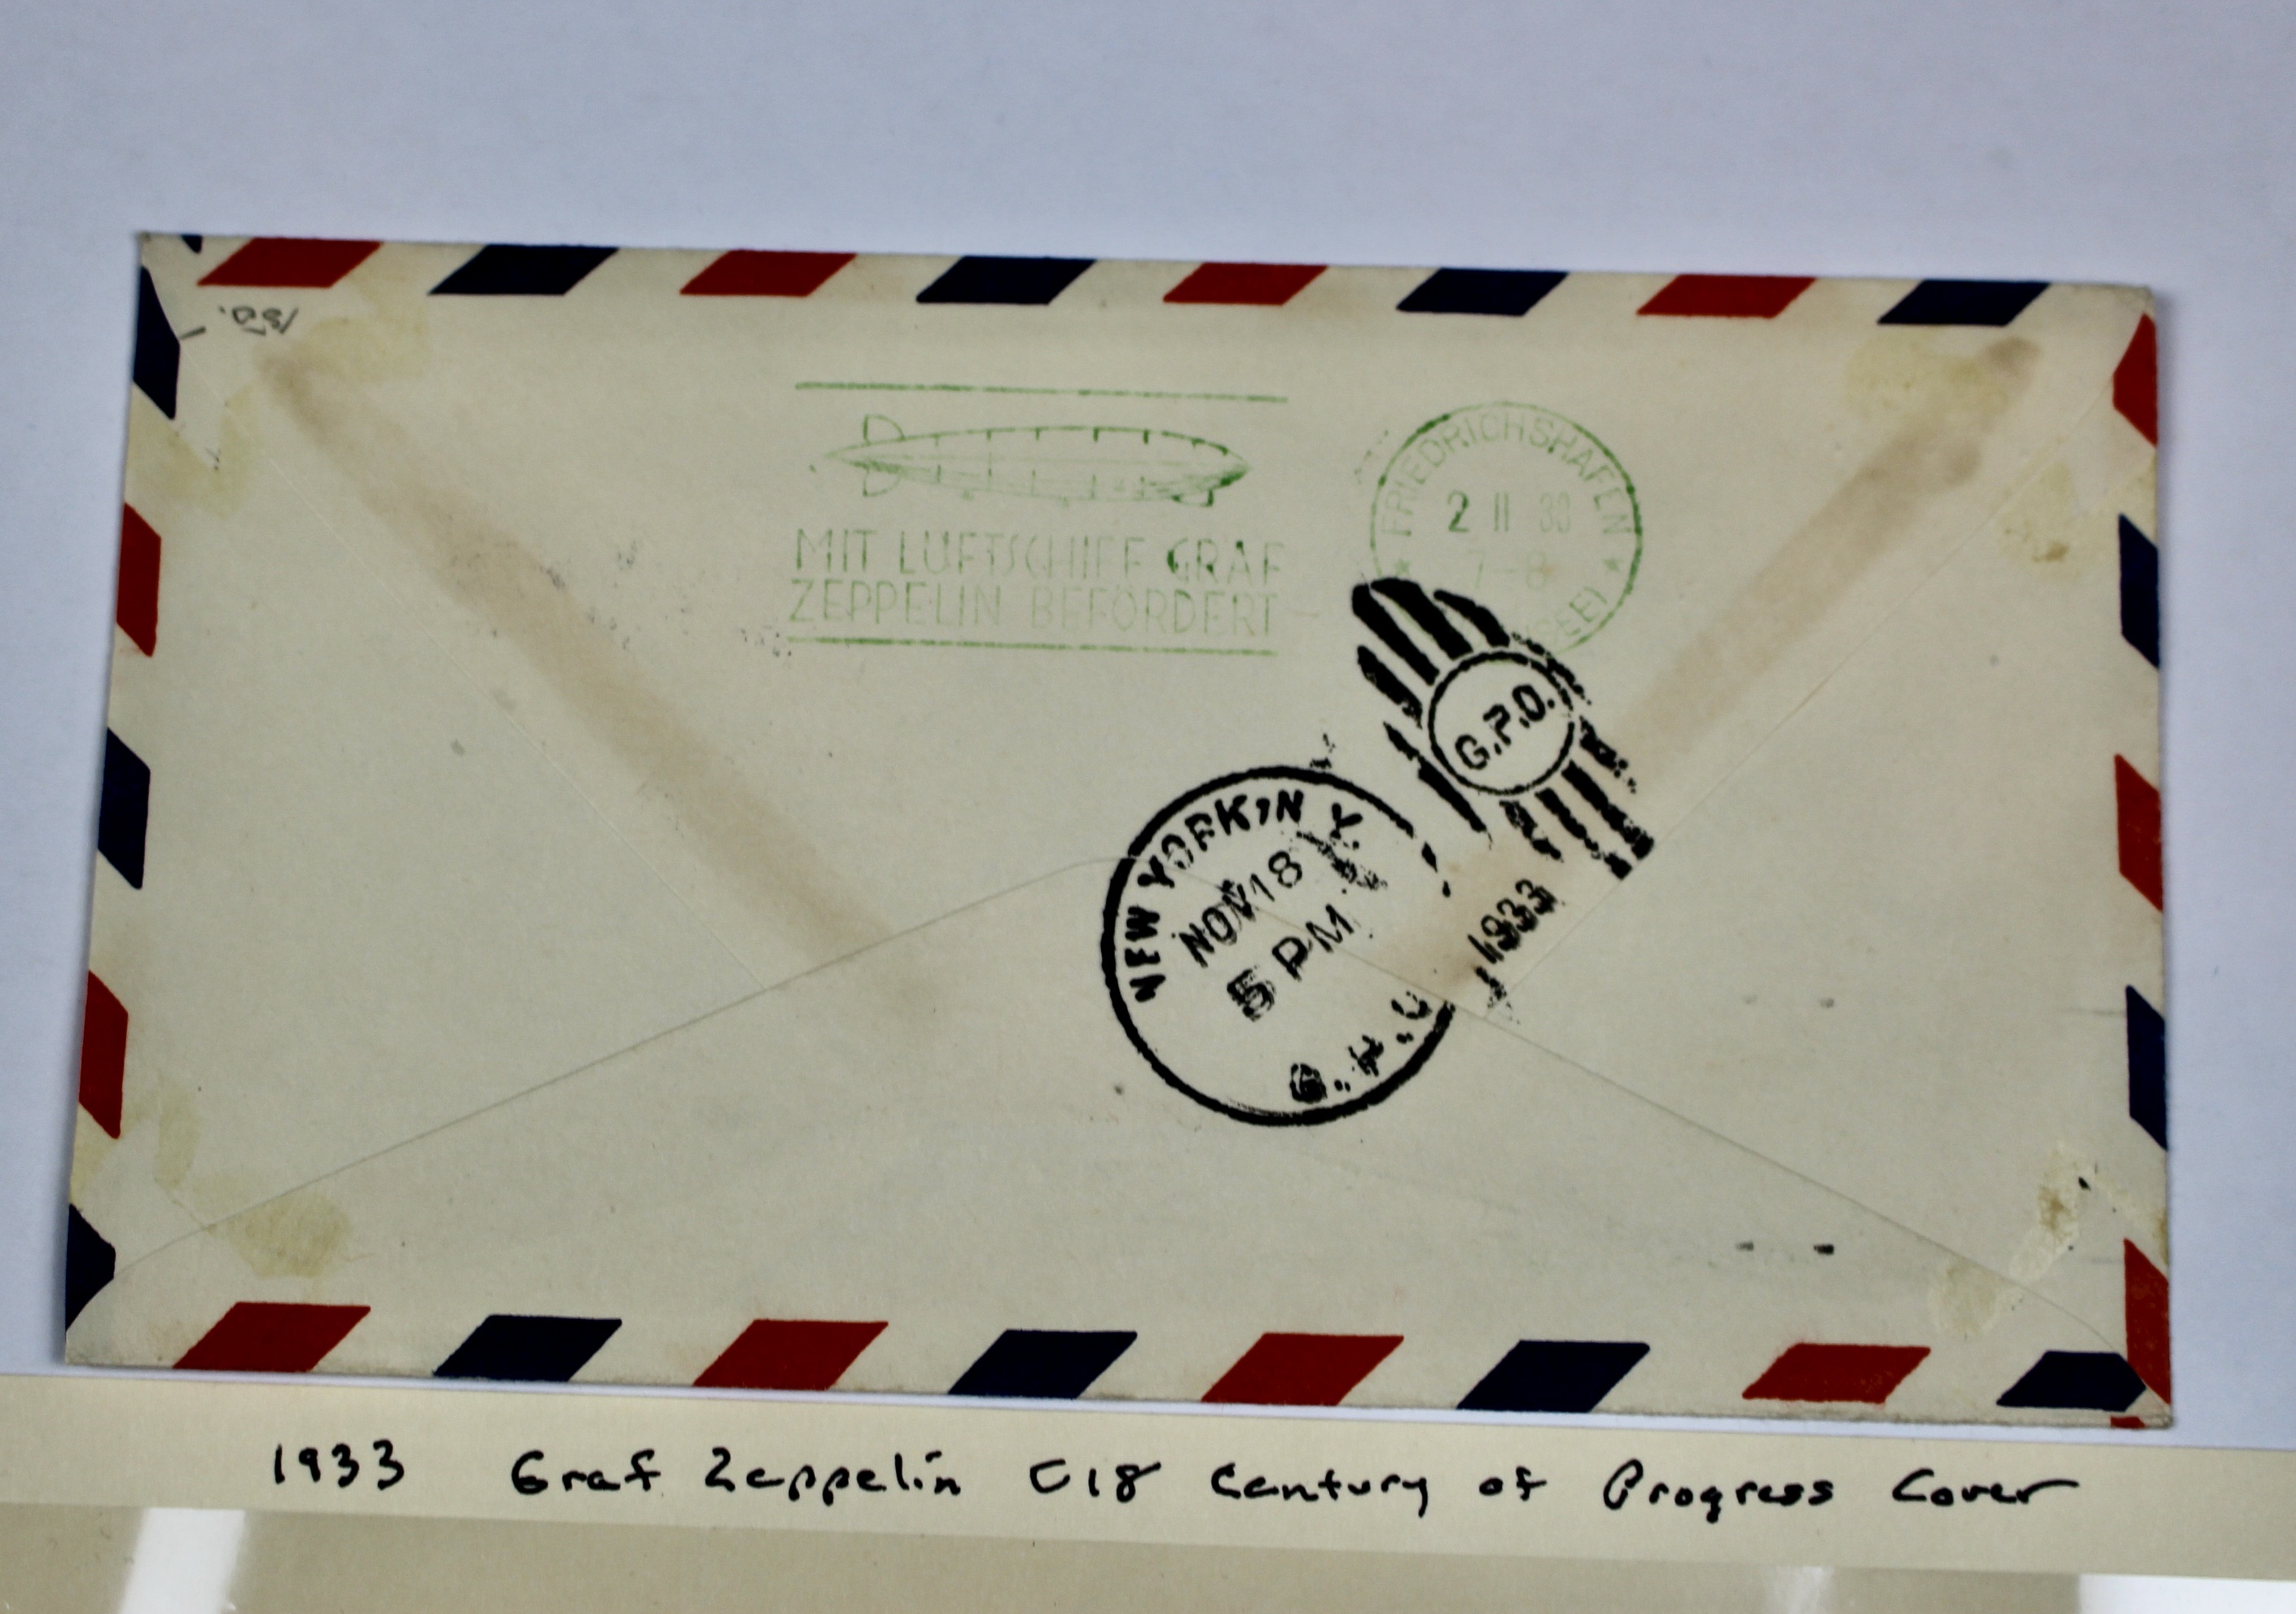 150.
MIT LUFTSCHIFF GRAF
ZEPPELIN BEFÖRDERT
FRIEDRICHSHAFEN
2 11 33
7-8
G.P.O.
NEW YORK, N.Y.
NOV 18
5 PM
1933
G.P.O.
1933 Graf Zeppelin C18 Century of Progress Cover